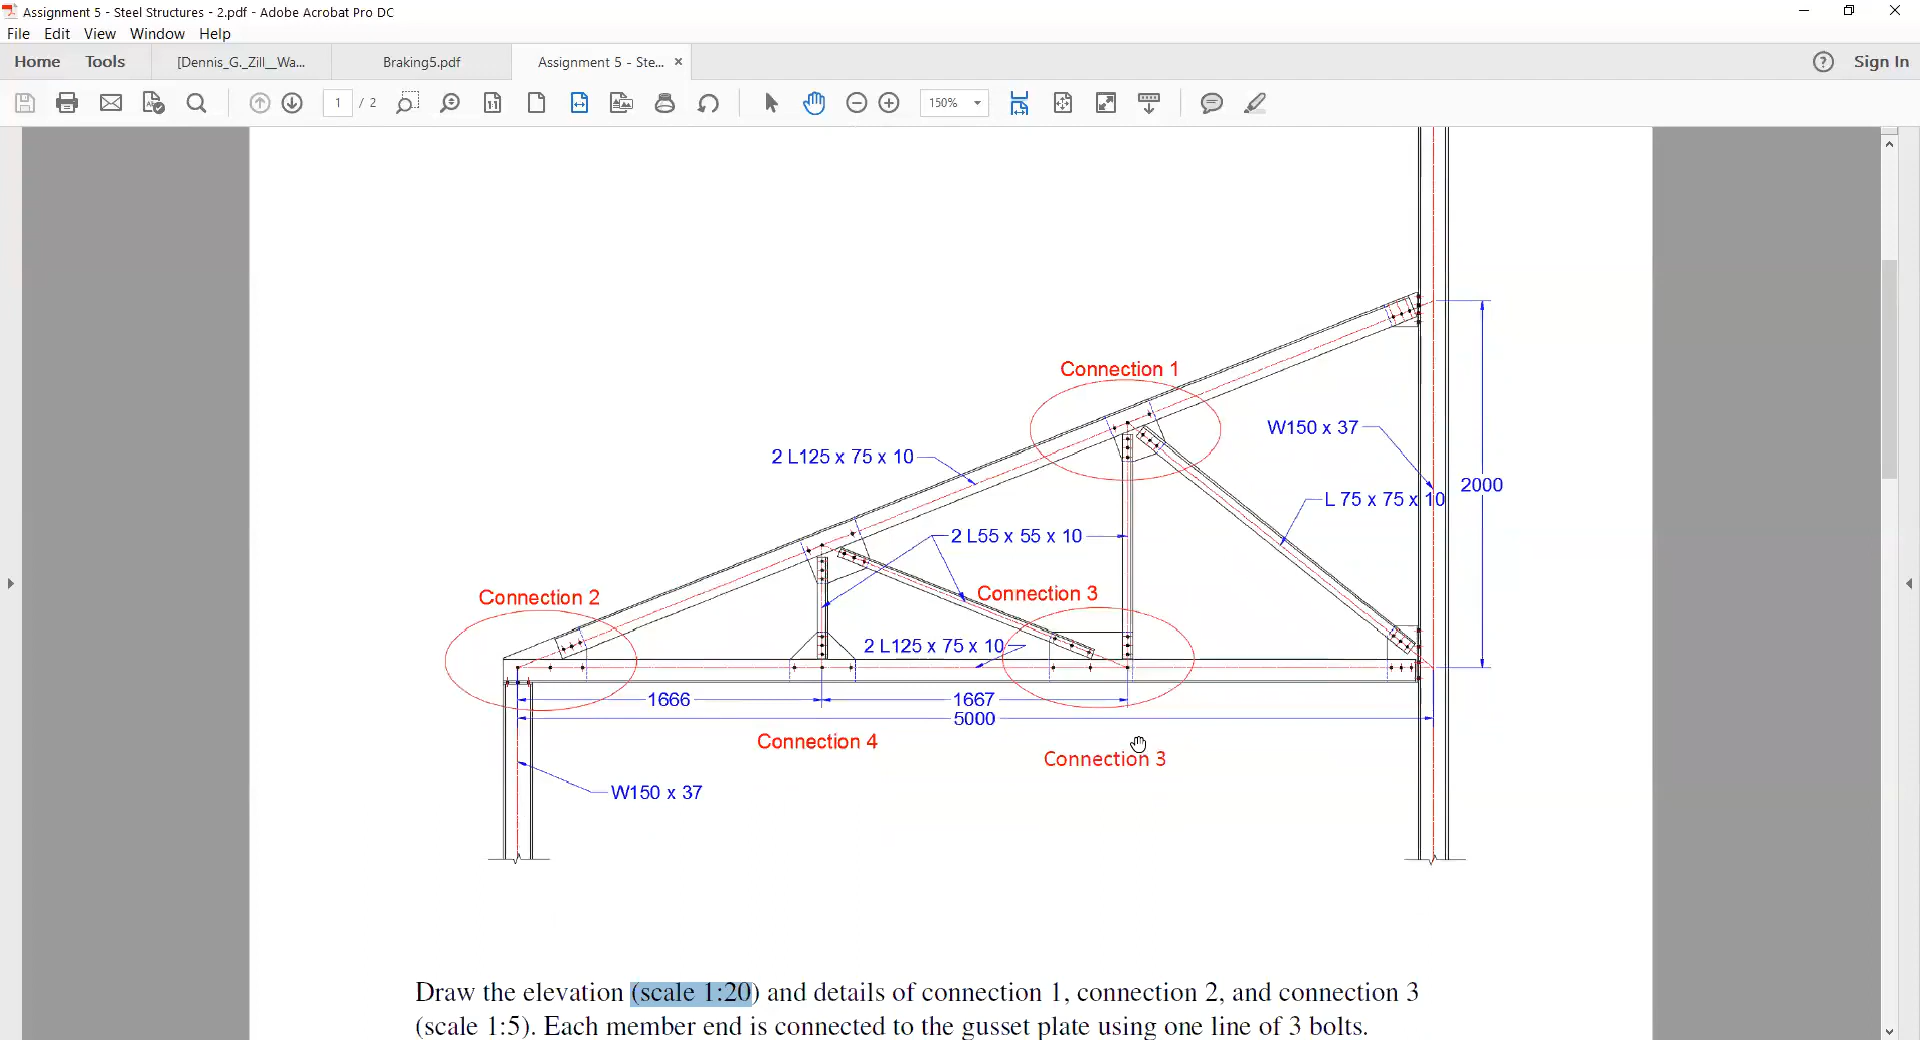 Assignment 5 - Steel Structures - 2.pdf - Adobe Acrobat Pro DC
File Edit View Window Help
Home Tools [Dennis_G._Zill__Wa... Braking5.pdf Assignment 5 - Ste... × ? Sign In
1 / 2 150%
Connection 1
W150 x 37
2 L125 x 75 x 10
2000
L 75 x 75 x 10
2 L55 x 55 x 10
Connection 2
Connection 3
2 L125 x 75 x 10
1666
1667
5000
Connection 4
Connection 3
W150 x 37
Draw the elevation (scale 1:20) and details of connection 1, connection 2, and connection 3
(scale 1:5). Each member end is connected to the gusset plate using one line of 3 bolts.